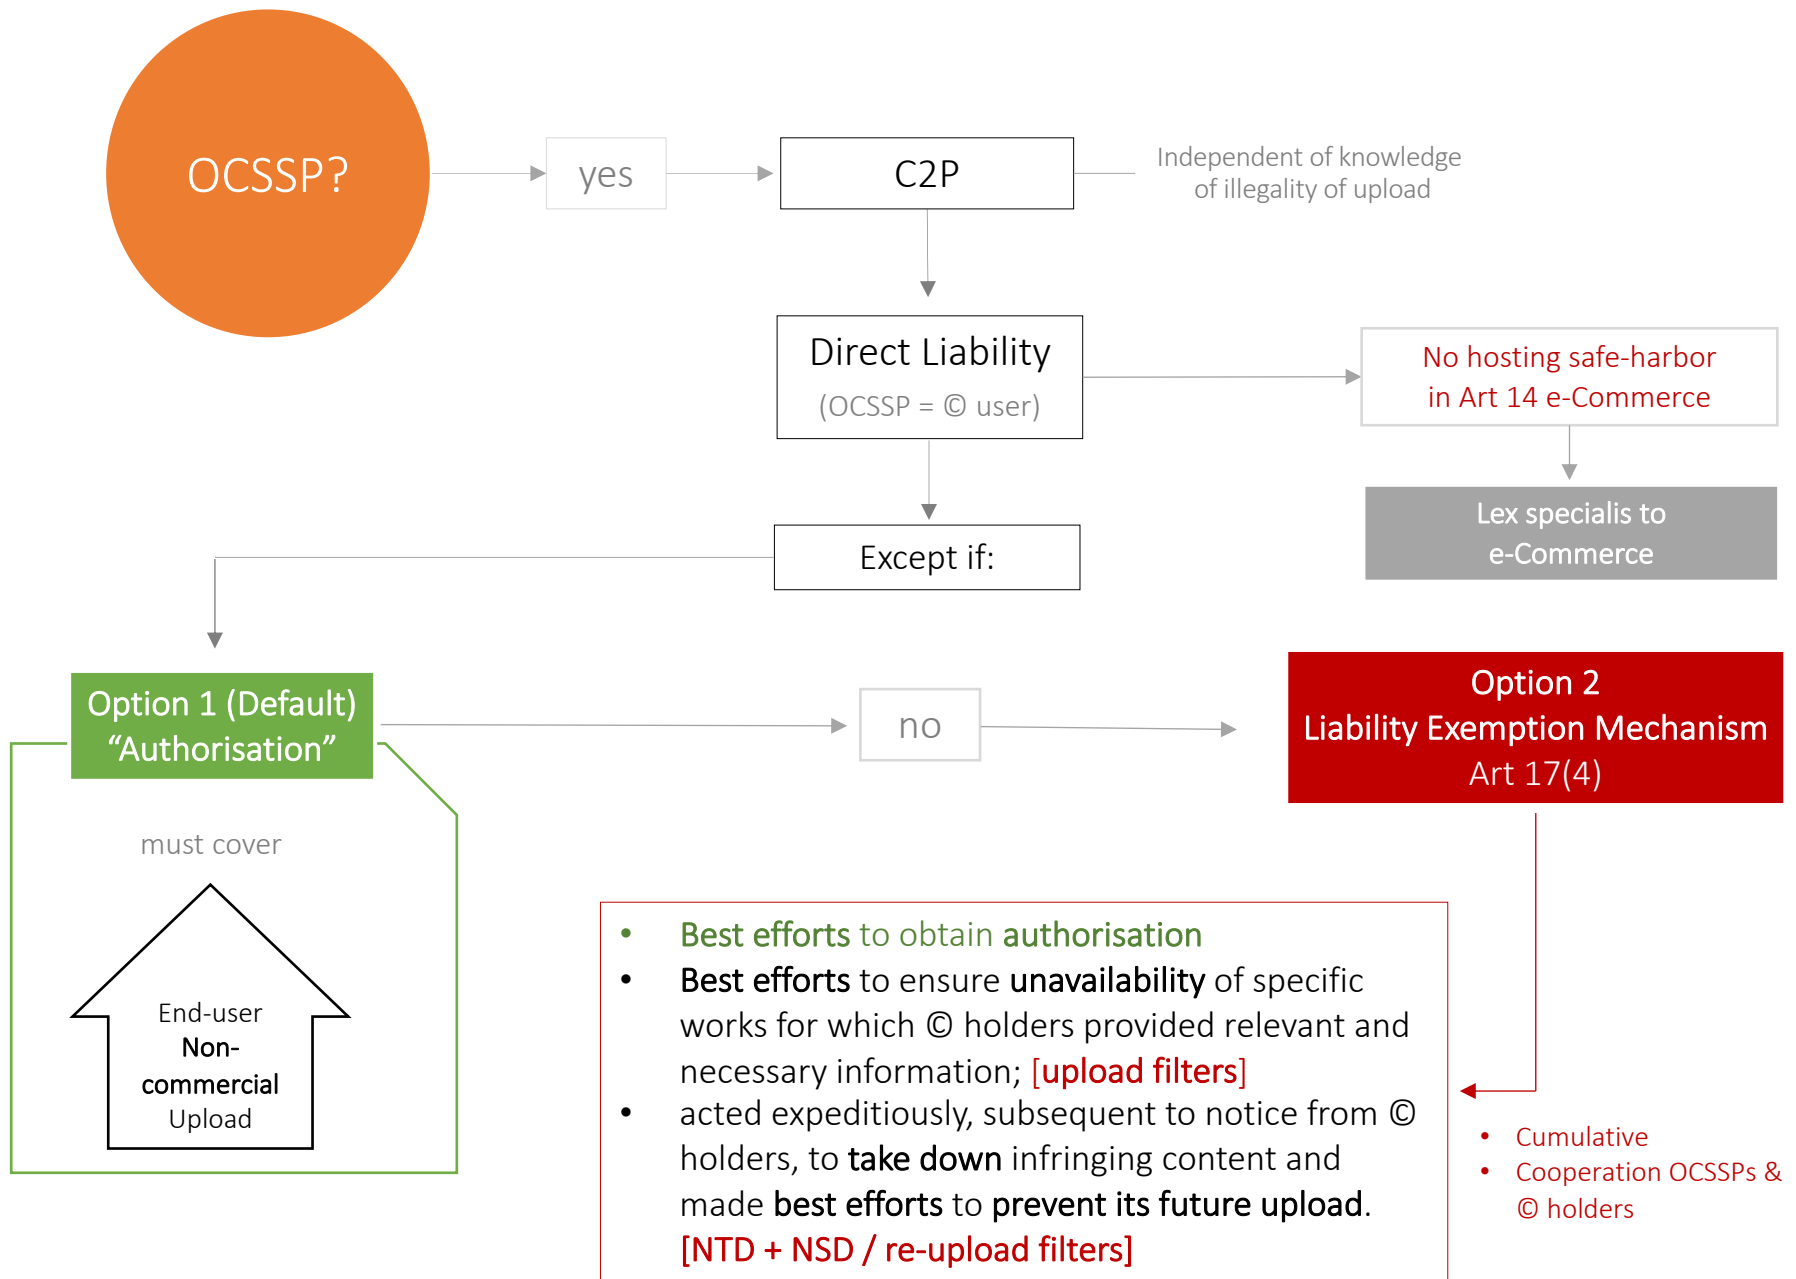 OCSSP?
yes
C2P
Independent of knowledge
of illegality of upload
Direct Liability
(OCSSP = © user)
No hosting safe-harbor
in Art 14 e-Commerce
Lex specialis to
e-Commerce
Except if:
Option 1 (Default)
“Authorisation”
no
Option 2
Liability Exemption Mechanism
Art 17(4)
must cover
End-user
Non-
commercial
Upload
• Best efforts to obtain authorisation
• Best efforts to ensure unavailability of specific
works for which © holders provided relevant and
necessary information; [upload filters]
• acted expeditiously, subsequent to notice from ©
holders, to take down infringing content and
made best efforts to prevent its future upload.
[NTD + NSD / re-upload filters]
• Cumulative
• Cooperation OCSSPs &
© holders